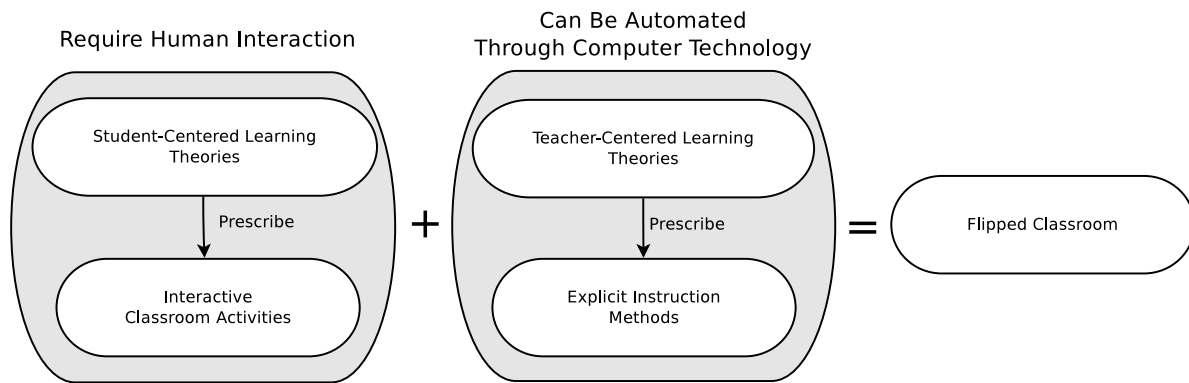 Require Human Interaction
Can Be Automated
Through Computer Technology
Student-Centered Learning
Theories
Prescribe
Interactive
Classroom Activities
+
Teacher-Centered Learning
Theories
Prescribe
Explicit Instruction
Methods
=
Flipped Classroom